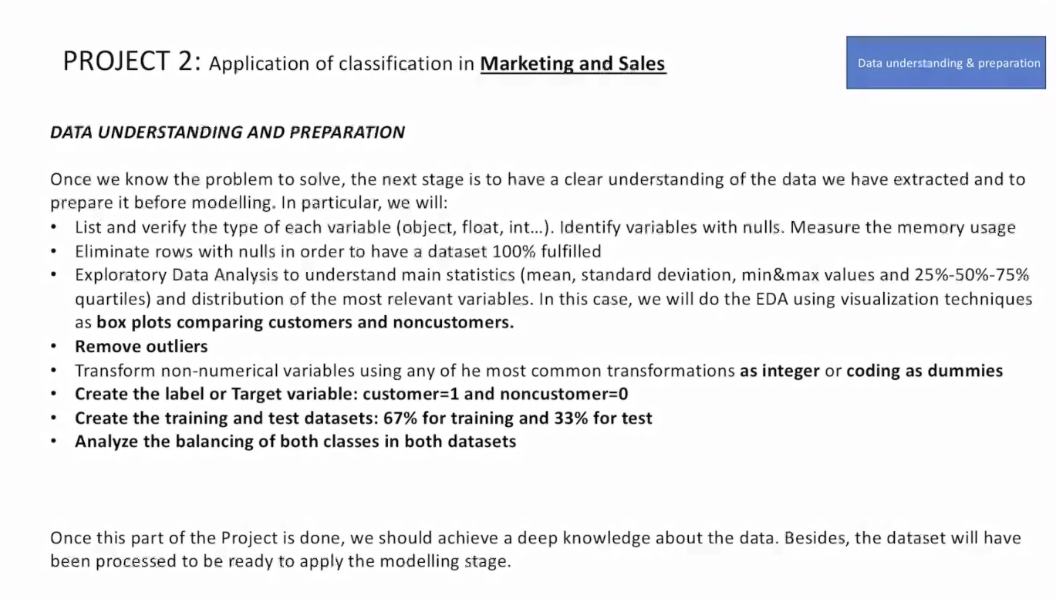 PROJECT 2: Application of classification in Marketing and Sales
Data understanding & preparation
DATA UNDERSTANDING AND PREPARATION
Once we know the problem to solve, the next stage is to have a clear understanding of the data we have extracted and to
prepare it before modelling. In particular, we will:
• List and verify the type of each variable (object, float, int…). Identify variables with nulls. Measure the memory usage
• Eliminate rows with nulls in order to have a dataset 100% fulfilled
• Exploratory Data Analysis to understand main statistics (mean, standard deviation, min&max values and 25%-50%-75%
quartiles) and distribution of the most relevant variables. In this case, we will do the EDA using visualization techniques
as box plots comparing customers and noncustomers.
• Remove outliers
• Transform non-numerical variables using any of he most common transformations as integer or coding as dummies
• Create the label or Target variable: customer=1 and noncustomer=0
• Create the training and test datasets: 67% for training and 33% for test
• Analyze the balancing of both classes in both datasets
Once this part of the Project is done, we should achieve a deep knowledge about the data. Besides, the dataset will have
been processed to be ready to apply the modelling stage.